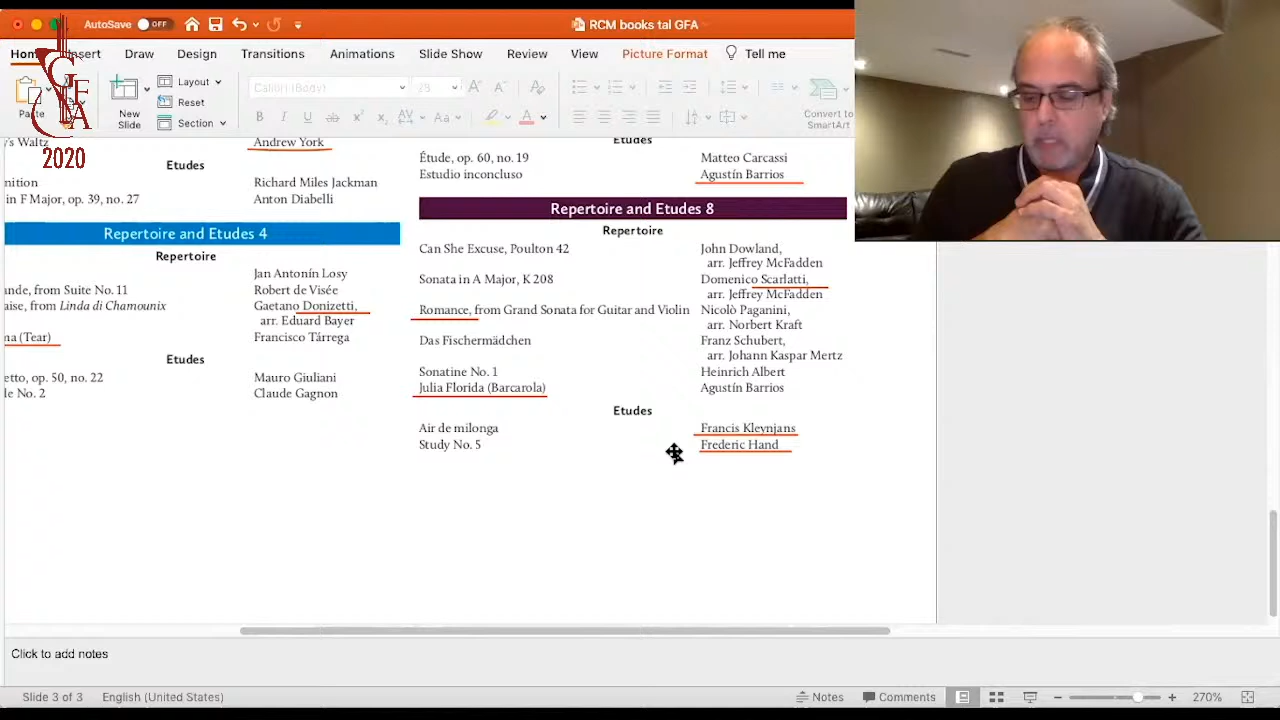 AutoSave OFF
RCM books tal GFA
Home Insert Draw Design Transitions Animations Slide Show Review View Picture Format Tell me
Paste
New
Slide
Layout
Reset
Section
Calibri (Body)
Convert to
SmartArt
GFA
2020
's Waltz Andrew York
Etudes
nition Richard Miles Jackman
in F Major, op. 39, no. 27 Anton Diabelli
Repertoire and Etudes 4
Repertoire
Jan Antonín Losy
ande, from Suite No. 11 Robert de Visée
aise, from Linda di Chamounix Gaetano Donizetti,
arr. Eduard Bayer
ma (Tear) Francisco Tárrega
Etudes
etto, op. 50, no. 22 Mauro Giuliani
de No. 2 Claude Gagnon
Etudes
Étude, op. 60, no. 19 Matteo Carcassi
Estudio inconcluso Agustín Barrios
Repertoire and Etudes 8
Repertoire
Can She Excuse, Poulton 42 John Dowland,
arr. Jeffrey McFadden
Sonata in A Major, K 208 Domenico Scarlatti,
arr. Jeffrey McFadden
Romance, from Grand Sonata for Guitar and Violin Nicolò Paganini,
arr. Norbert Kraft
Das Fischermädchen Franz Schubert,
arr. Johann Kaspar Mertz
Sonatine No. 1 Heinrich Albert
Julia Florida (Barcarola) Agustín Barrios
Etudes
Air de milonga Francis Kleynjans
Study No. 5 Frederic Hand
Click to add notes
Slide 3 of 3 English (United States) Notes Comments 270%